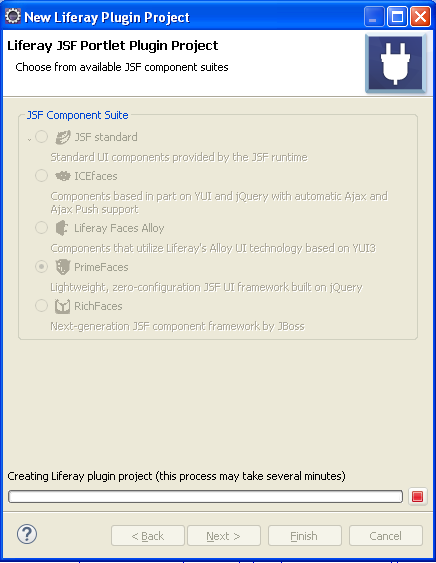 New Liferay Plugin Project
Liferay JSF Portlet Plugin Project
Choose from available JSF component suites
JSF Component Suite
JSF standard
Standard UI components provided by the JSF runtime
ICEfaces
Components based in part on YUI and jQuery with automatic Ajax and
Ajax Push support
Liferay Faces Alloy
Components that utilize Liferay's Alloy UI technology based on YUI3
PrimeFaces
Lightweight, zero-configuration JSF UI framework built on jQuery
RichFaces
Next-generation JSF component framework by JBoss
Creating Liferay plugin project (this process may take several minutes)
? < Back Next > Finish Cancel